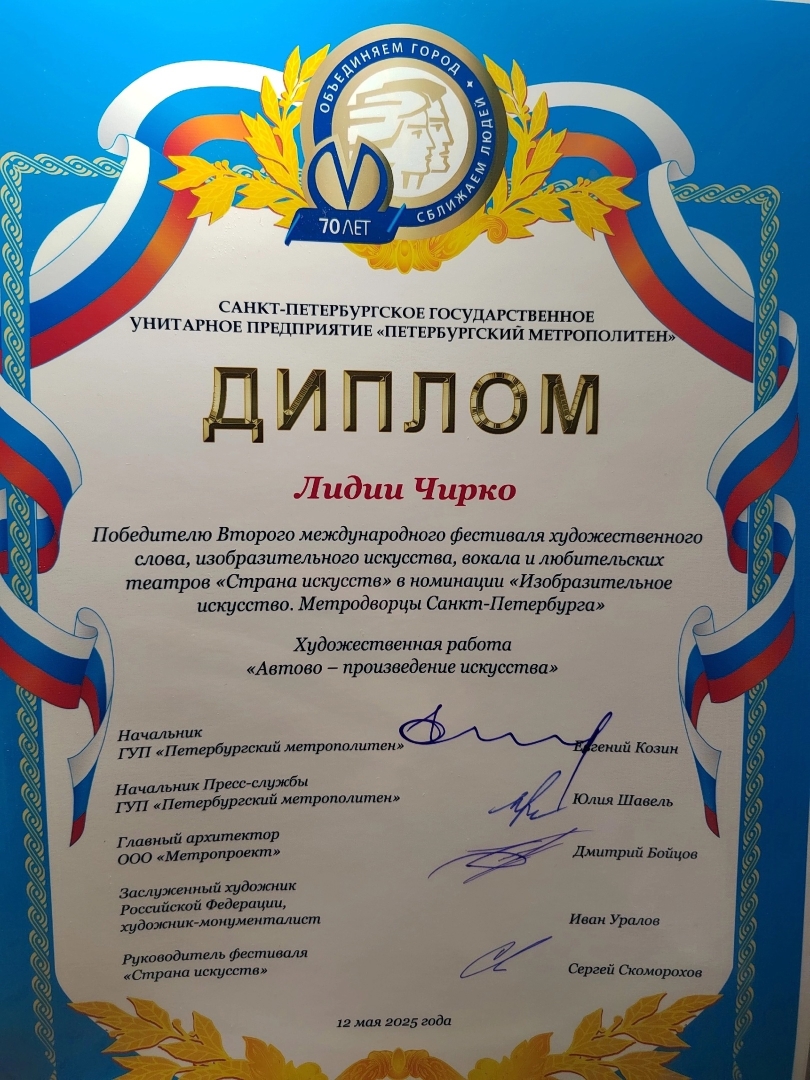 ОБЪЕДИНЯЕМ ГОРОД
СБЛИЖАЕМ ЛЮДЕЙ
70 ЛЕТ
САНКТ-ПЕТЕРБУРГСКОЕ ГОСУДАРСТВЕННОЕ
УНИТАРНОЕ ПРЕДПРИЯТИЕ «ПЕТЕРБУРГСКИЙ МЕТРОПОЛИТЕН»
ДИПЛОМ
Лидии Чирко
Победителю Второго международного фестиваля художественного
слова, изобразительного искусства, вокала и любительских
театров «Страна искусств» в номинации «Изобразительное
искусство. Метродворцы Санкт-Петербурга»
Художественная работа
«Автово – произведение искусства»
Начальник
ГУП «Петербургский метрополитен» Евгений Козин
Начальник Пресс-службы
ГУП «Петербургский метрополитен» Юлия Шавель
Главный архитектор
ООО «Метропроект» Дмитрий Бойцов
Заслуженный художник
Российской Федерации,
художник-монументалист Иван Уралов
Руководитель фестиваля
«Страна искусств» Сергей Скоморохов
12 мая 2025 года